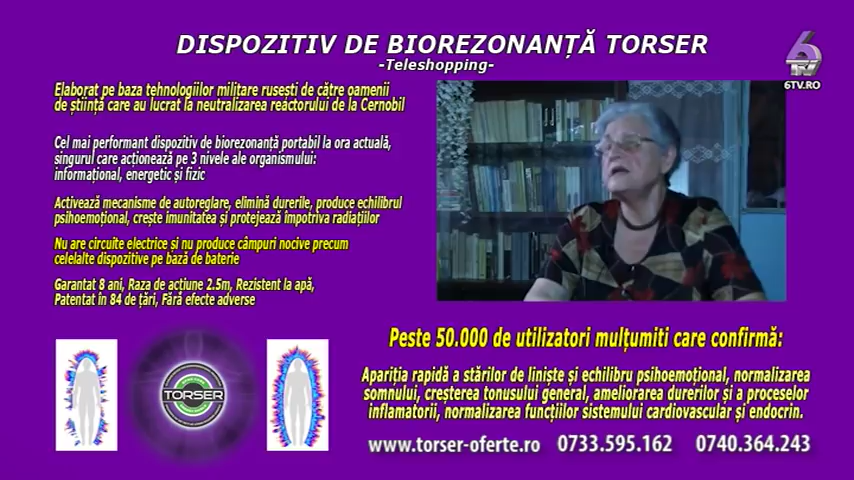 DISPOZITIV DE BIOREZONANȚĂ TORSER
-Teleshopping-
6
TV
6TV.RO
Elaborat pe baza tehnologiilor militare rusești de către oamenii
de știință care au lucrat la neutralizarea reactorului de la Cernobil
Cel mai performant dispozitiv de biorezonanță portabil la ora actuală,
singurul care acționează pe 3 nivele ale organismului:
informațional, energetic și fizic
Activează mecanisme de autoreglare, elimină durerile, produce echilibrul
psihoemoțional, crește imunitatea și protejează împotriva radiațiilor
Nu are circuite electrice și nu produce câmpuri nocive precum
celelalte dispozitive pe bază de baterie
Garantat 8 ani, Raza de acțiune 2.5m, Rezistent la apă,
Patentat în 84 de țări, Fără efecte adverse
TORSER
Peste 50.000 de utilizatori mulțumiti care confirmă:
Apariția rapidă a stărilor de liniște și echilibru psihoemoțional, normalizarea
somnului, creșterea tonusului general, ameliorarea durerilor și a proceselor
inflamatorii, normalizarea funcțiilor sistemului cardiovascular și endocrin.
www.torser-oferte.ro 0733.595.162 0740.364.243